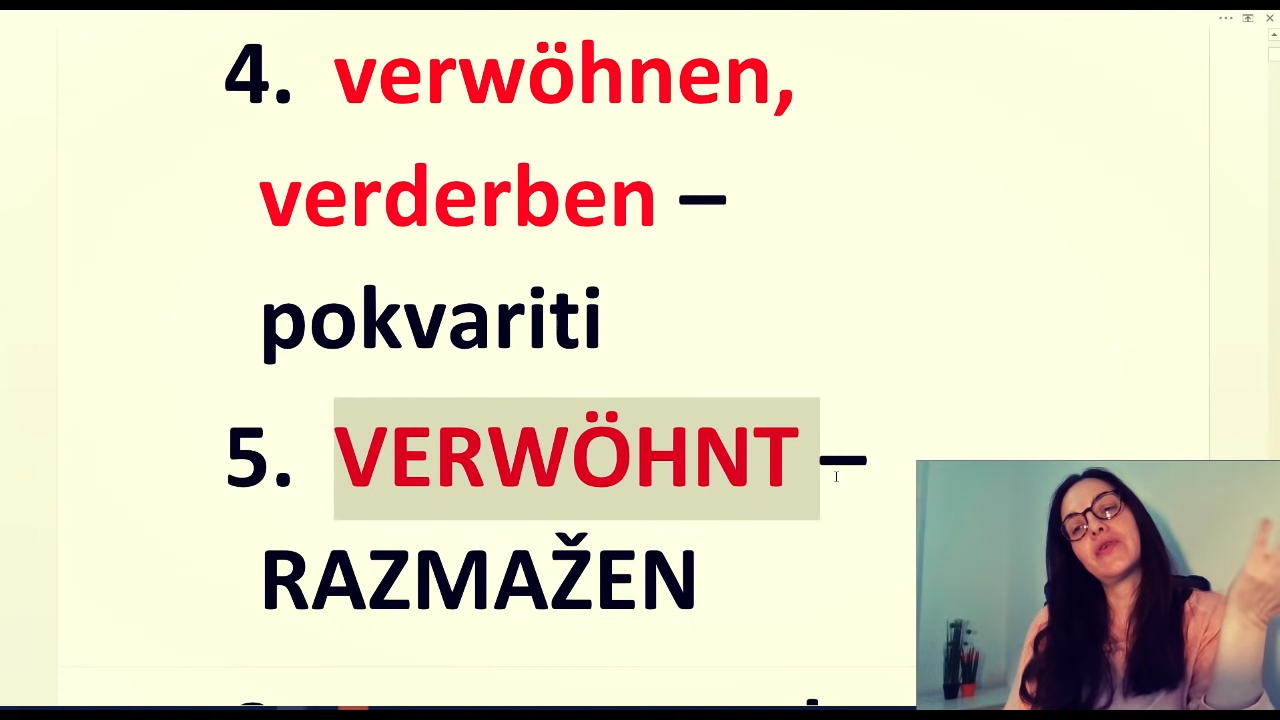 4. verwöhnen,
verderben –
pokvariti
5. VERWÖHNT –
RAZMAŽEN